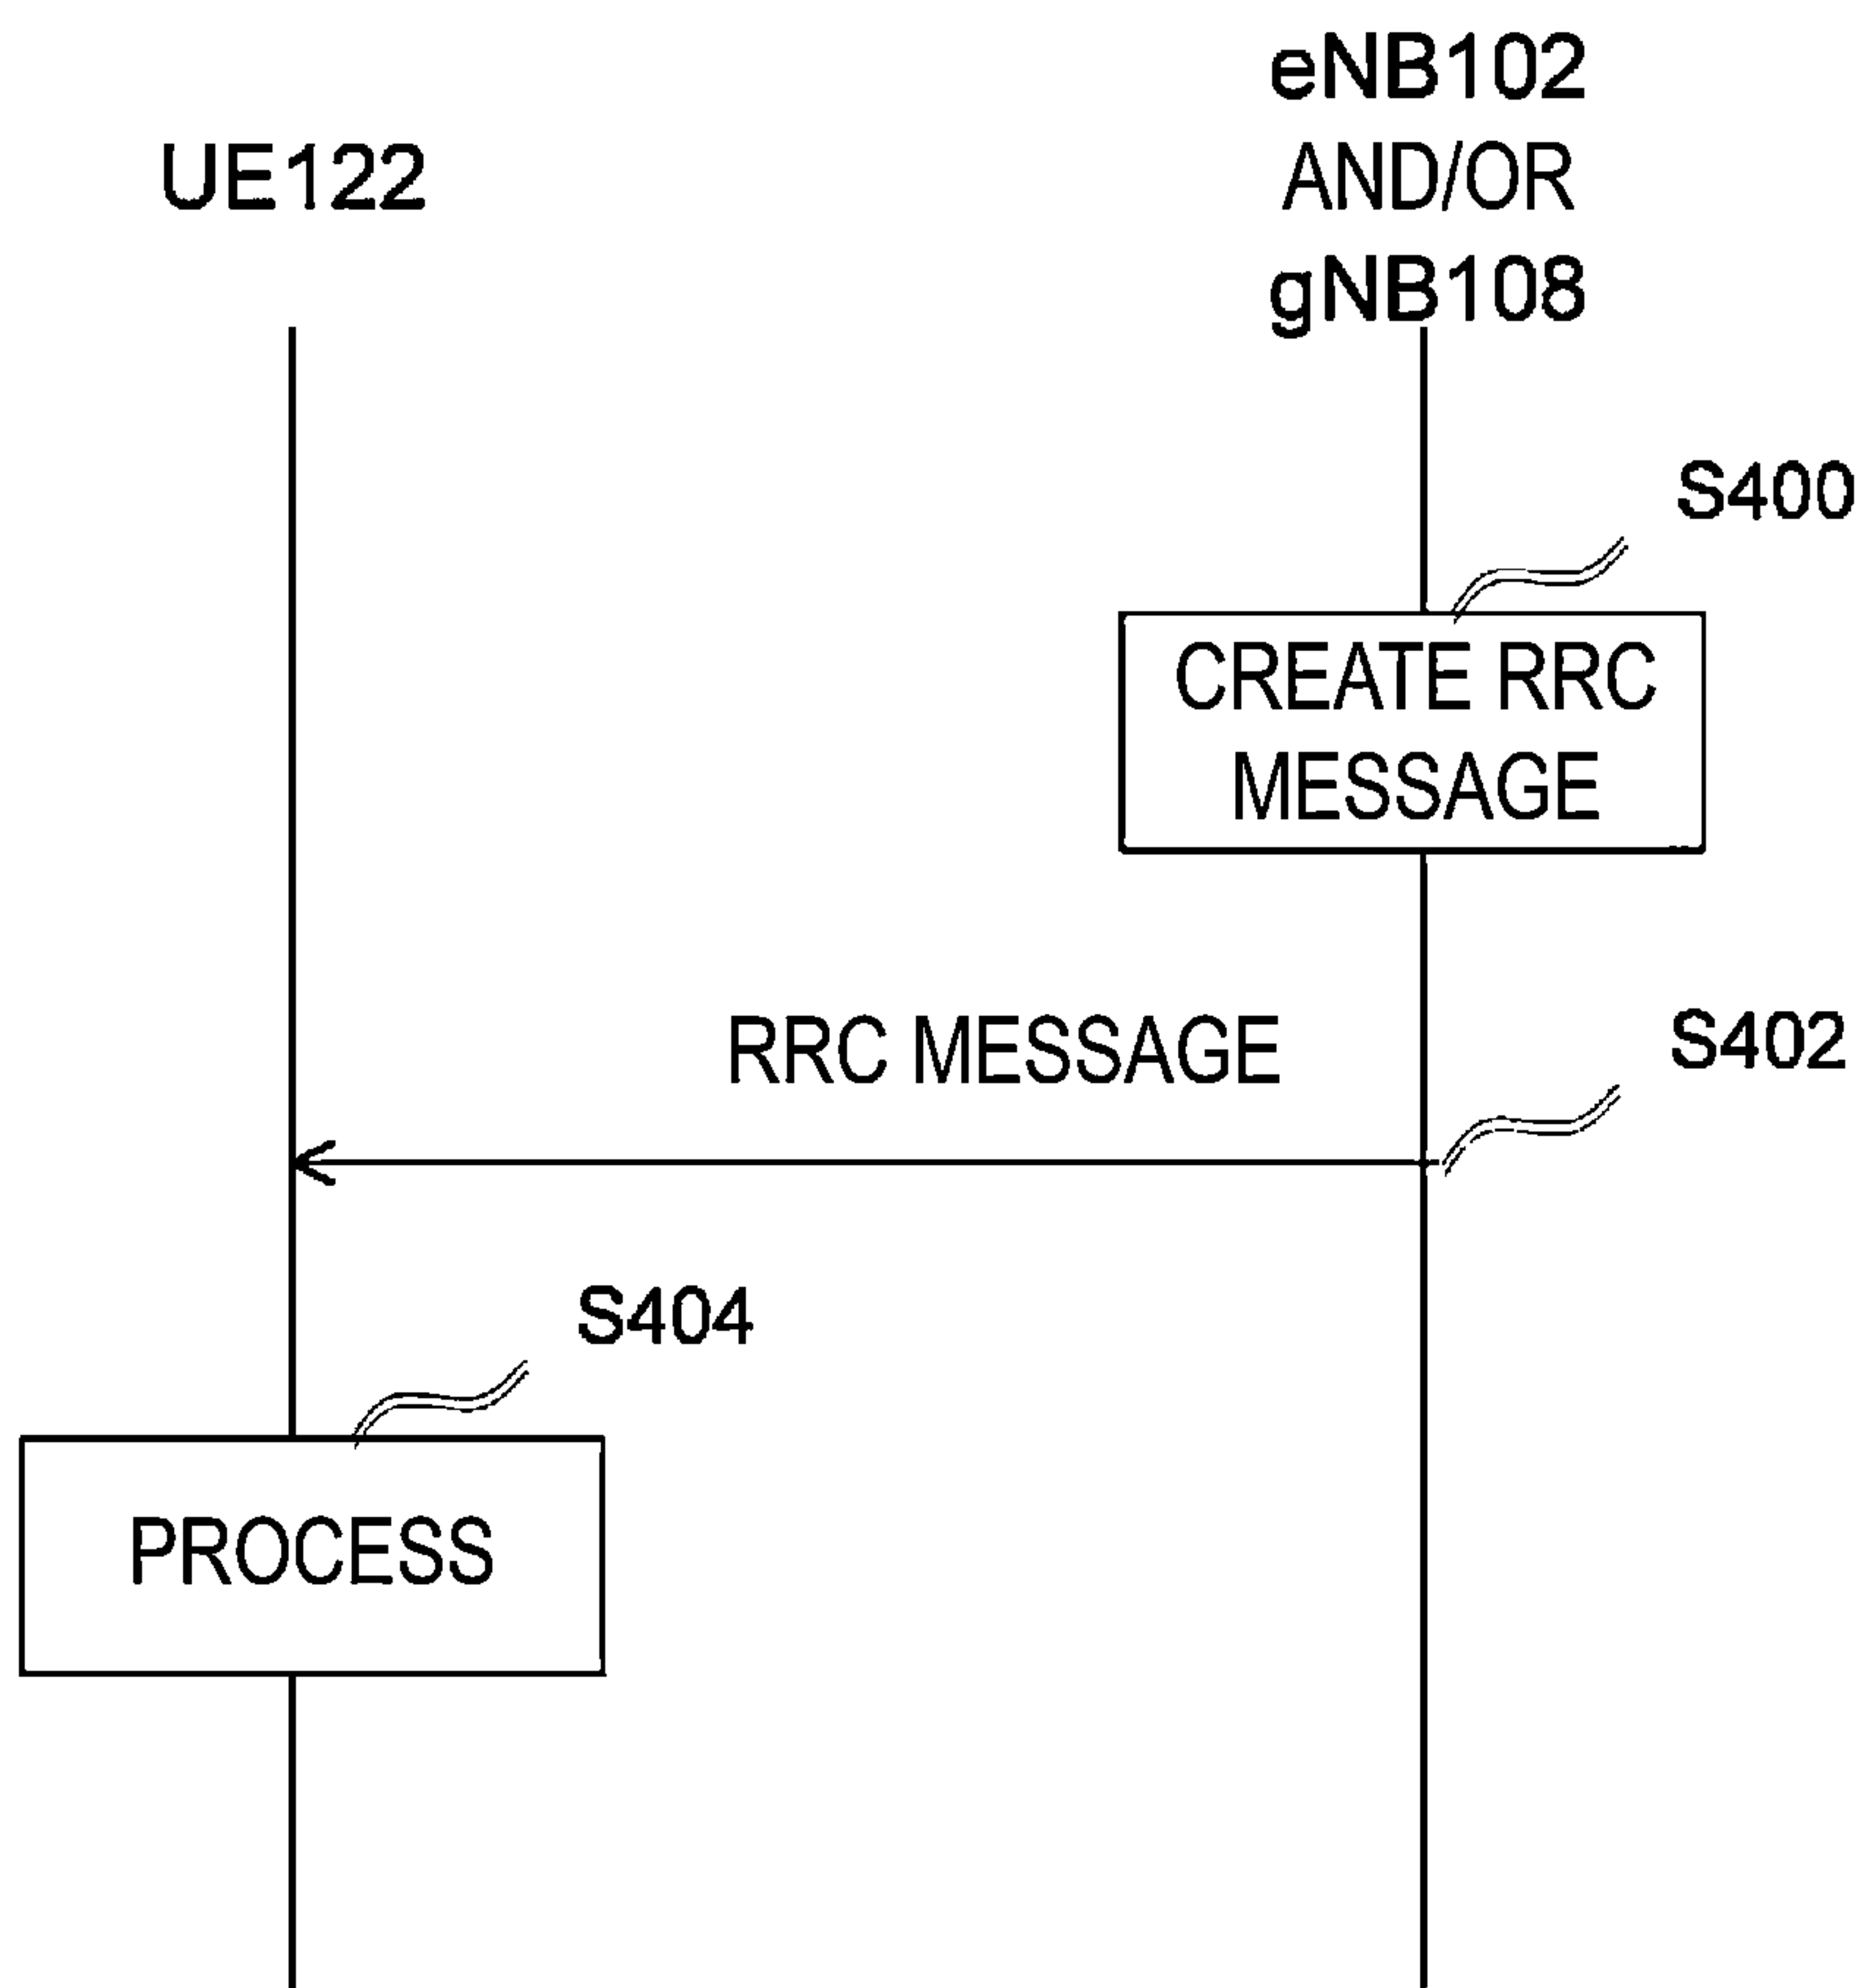 eNB102
UE122
AND/OR
gNB108
S400
CREATE RRC
MESSAGE
RRC MESSAGE
S402
S404
PROCESS